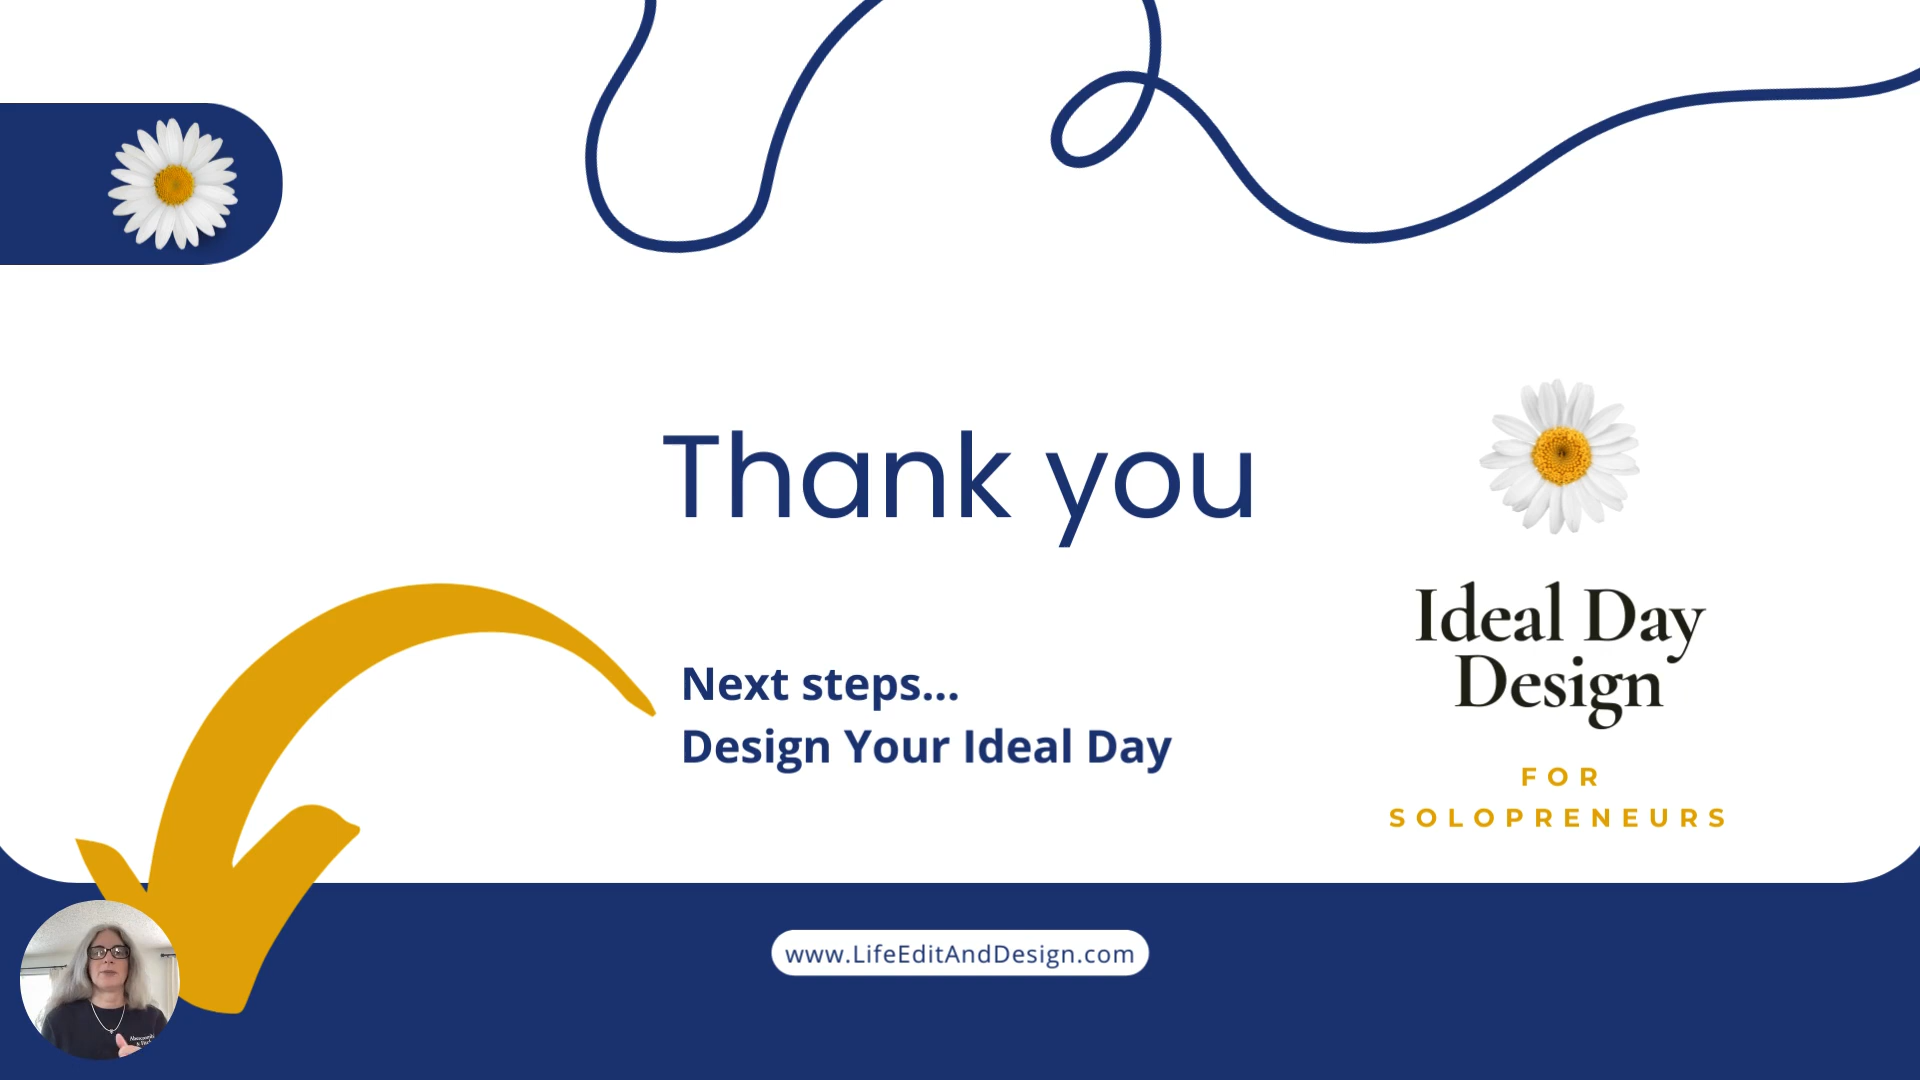 Thank you
Next steps...
Design Your Ideal Day
Ideal Day
Design
FOR
SOLOPRENEURS
www.LifeEditAndDesign.com